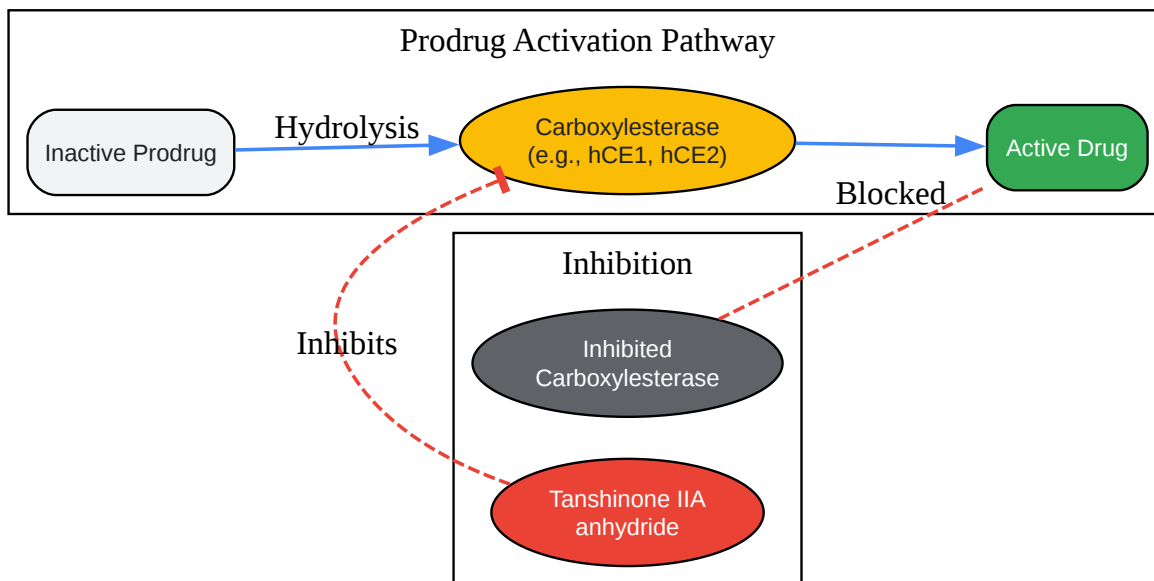 Prodrug Activation Pathway
Inactive Prodrug
Hydrolysis
Carboxylesterase
(e.g., hCE1, hCE2)
Active Drug
Blocked
Inhibition
Inhibits
Inhibited
Carboxylesterase
Tanshinone IIA
anhydride